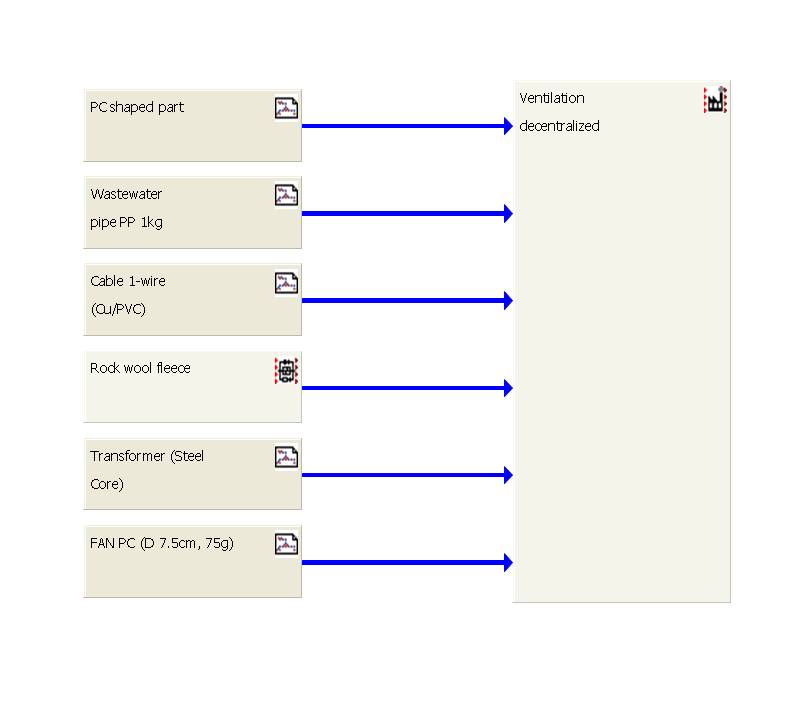 PC shaped part
Wastewater
pipe PP 1kg
Cable 1-wire
(Cu/PVC)
Rock wool fleece
Transformer (Steel
Core)
FAN PC (D 7.5cm, 75g)
Ventilation
decentralized